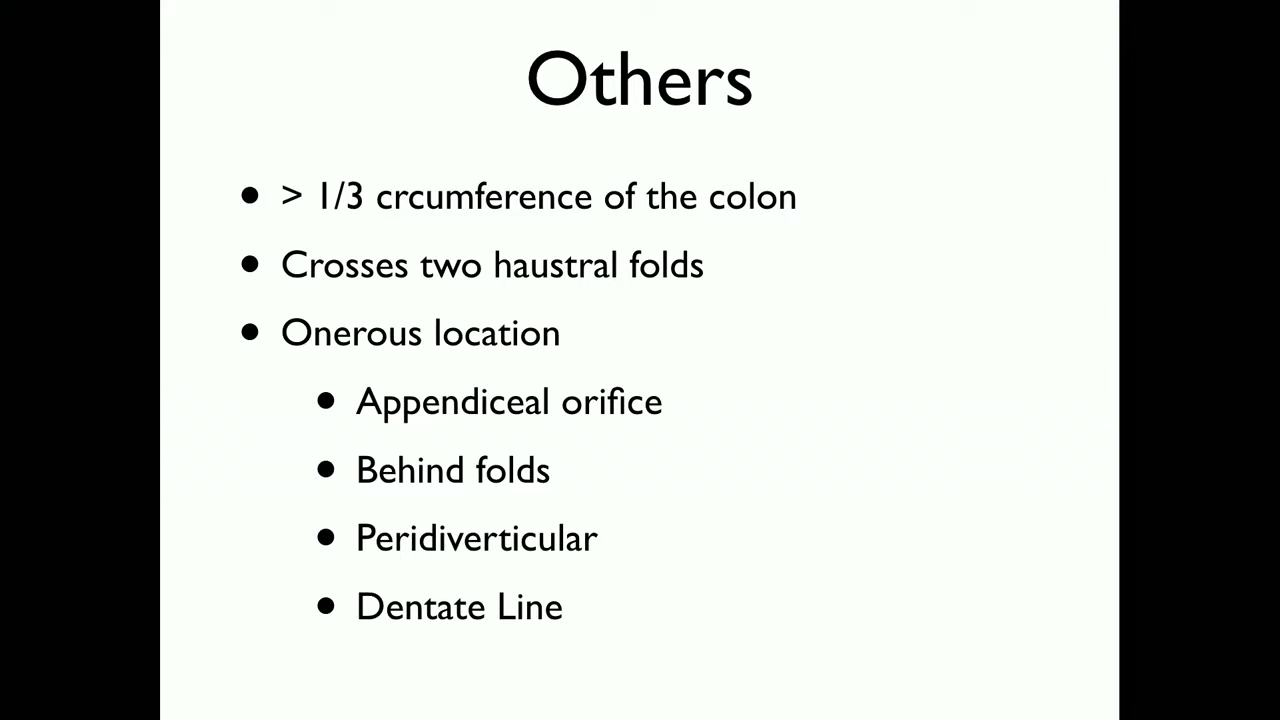 Others
• > 1/3 crcumference of the colon
• Crosses two haustral folds
• Onerous location
• Appendiceal orifice
• Behind folds
• Peridiverticular
• Dentate Line